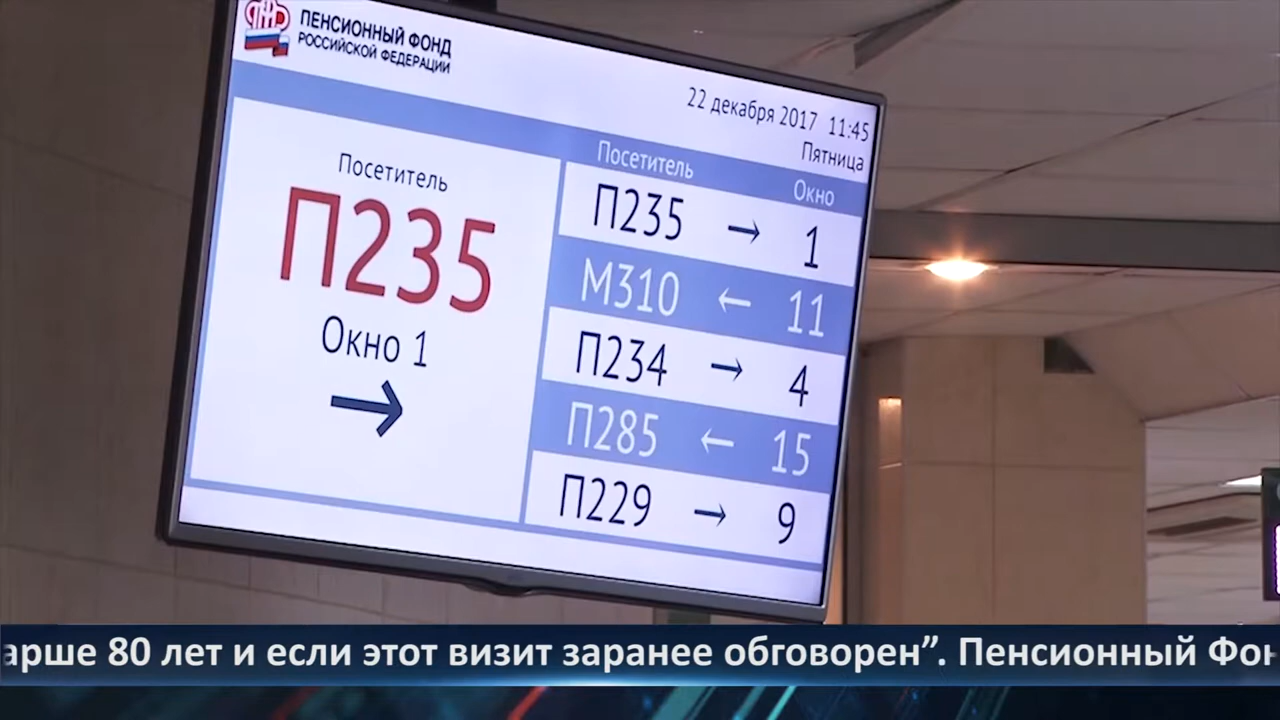 ПЕНСИОННЫЙ ФОНД
РОССИЙСКОЙ ФЕДЕРАЦИИ
22 декабря 2017 11:45
Пятница
Посетитель
П235
Окно 1
→
Посетитель Окно
П235 → 1
М310 ← 11
П234 → 4
П285 ← 15
П229 → 9
арше 80 лет и если этот визит заранее обговорен”. Пенсионный Фон